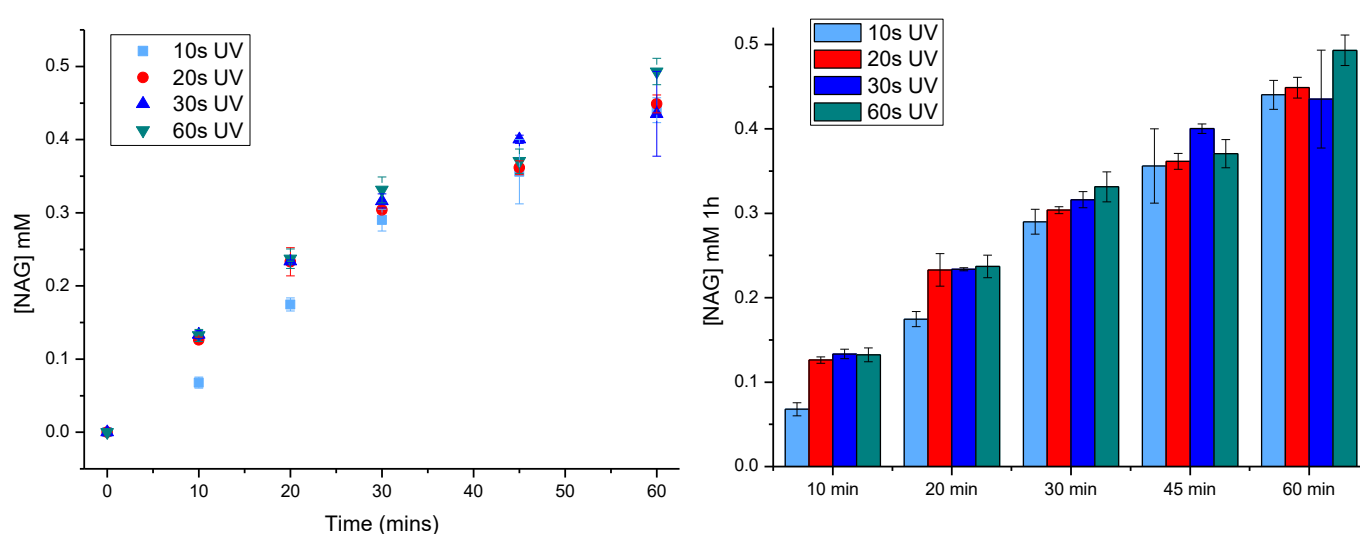 10s UV
20s UV
30s UV
60s UV
[NAG] mM
0.5
0.4
0.3
0.2
0.1
0.0
0 10 20 30 40 50 60
Time (mins)
10s UV
20s UV
30s UV
60s UV
[NAG] mM 1h
0.5
0.4
0.3
0.2
0.1
0.0
10 min 20 min 30 min 45 min 60 min